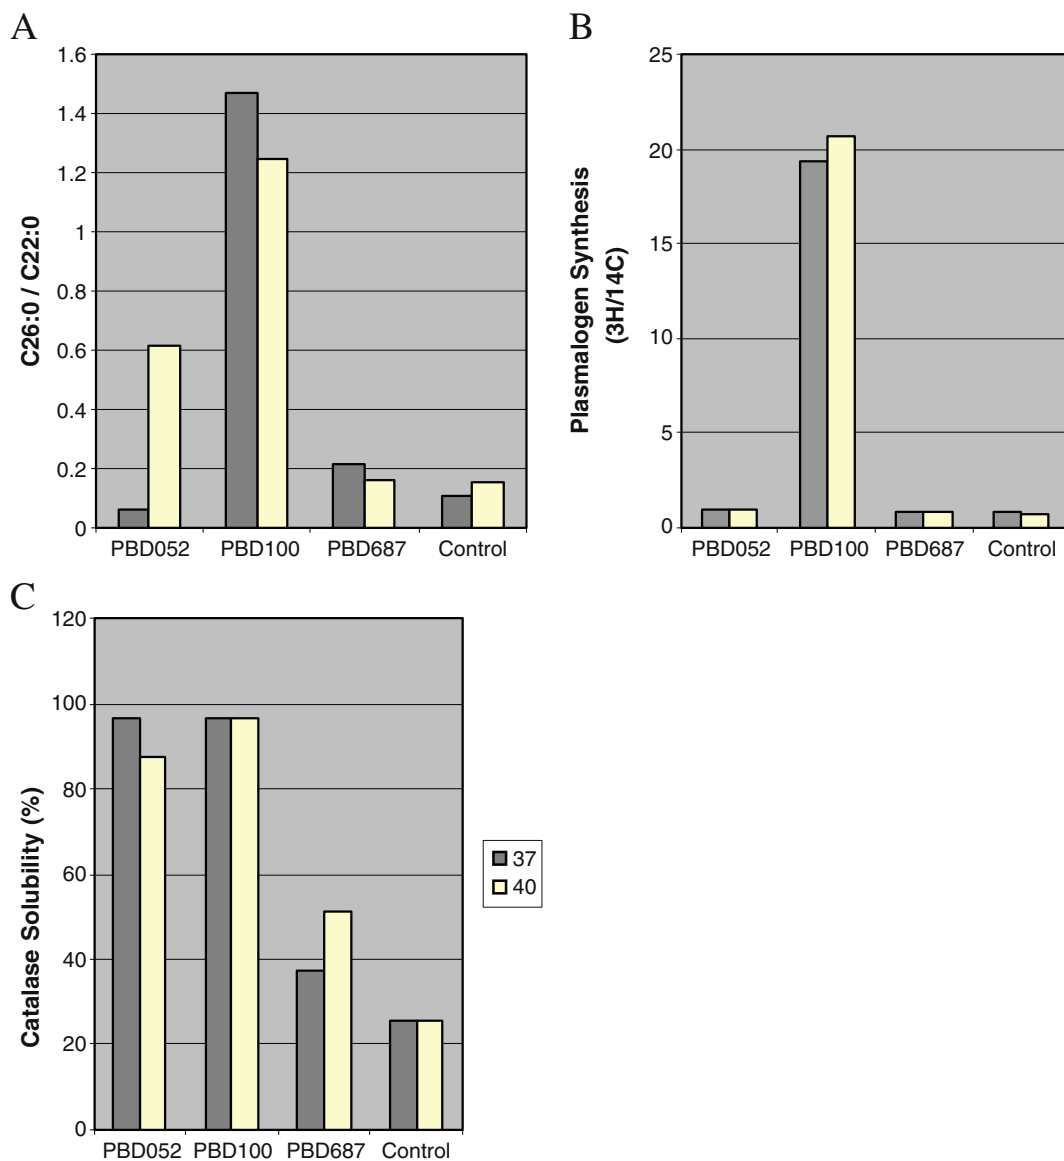 A
1.6
1.4
1.2
1
0.8
0.6
0.4
0.2
0
C26:0 / C22:0
PBD052 PBD100 PBD687 Control
B
25
20
15
10
5
0
Plasmalogen Synthesis
(3H/14C)
PBD052 PBD100 PBD687 Control
C
120
100
80
60
40
20
0
Catalase Solubility (%)
PBD052 PBD100 PBD687 Control
37
40